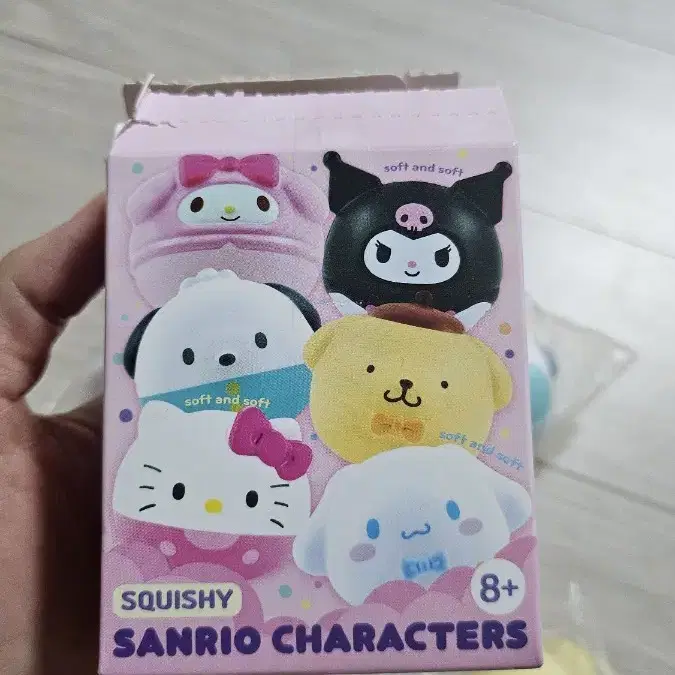 soft and soft
soft and soft
soft and soft
SQUISHY
8+
SANRIO CHARACTERS